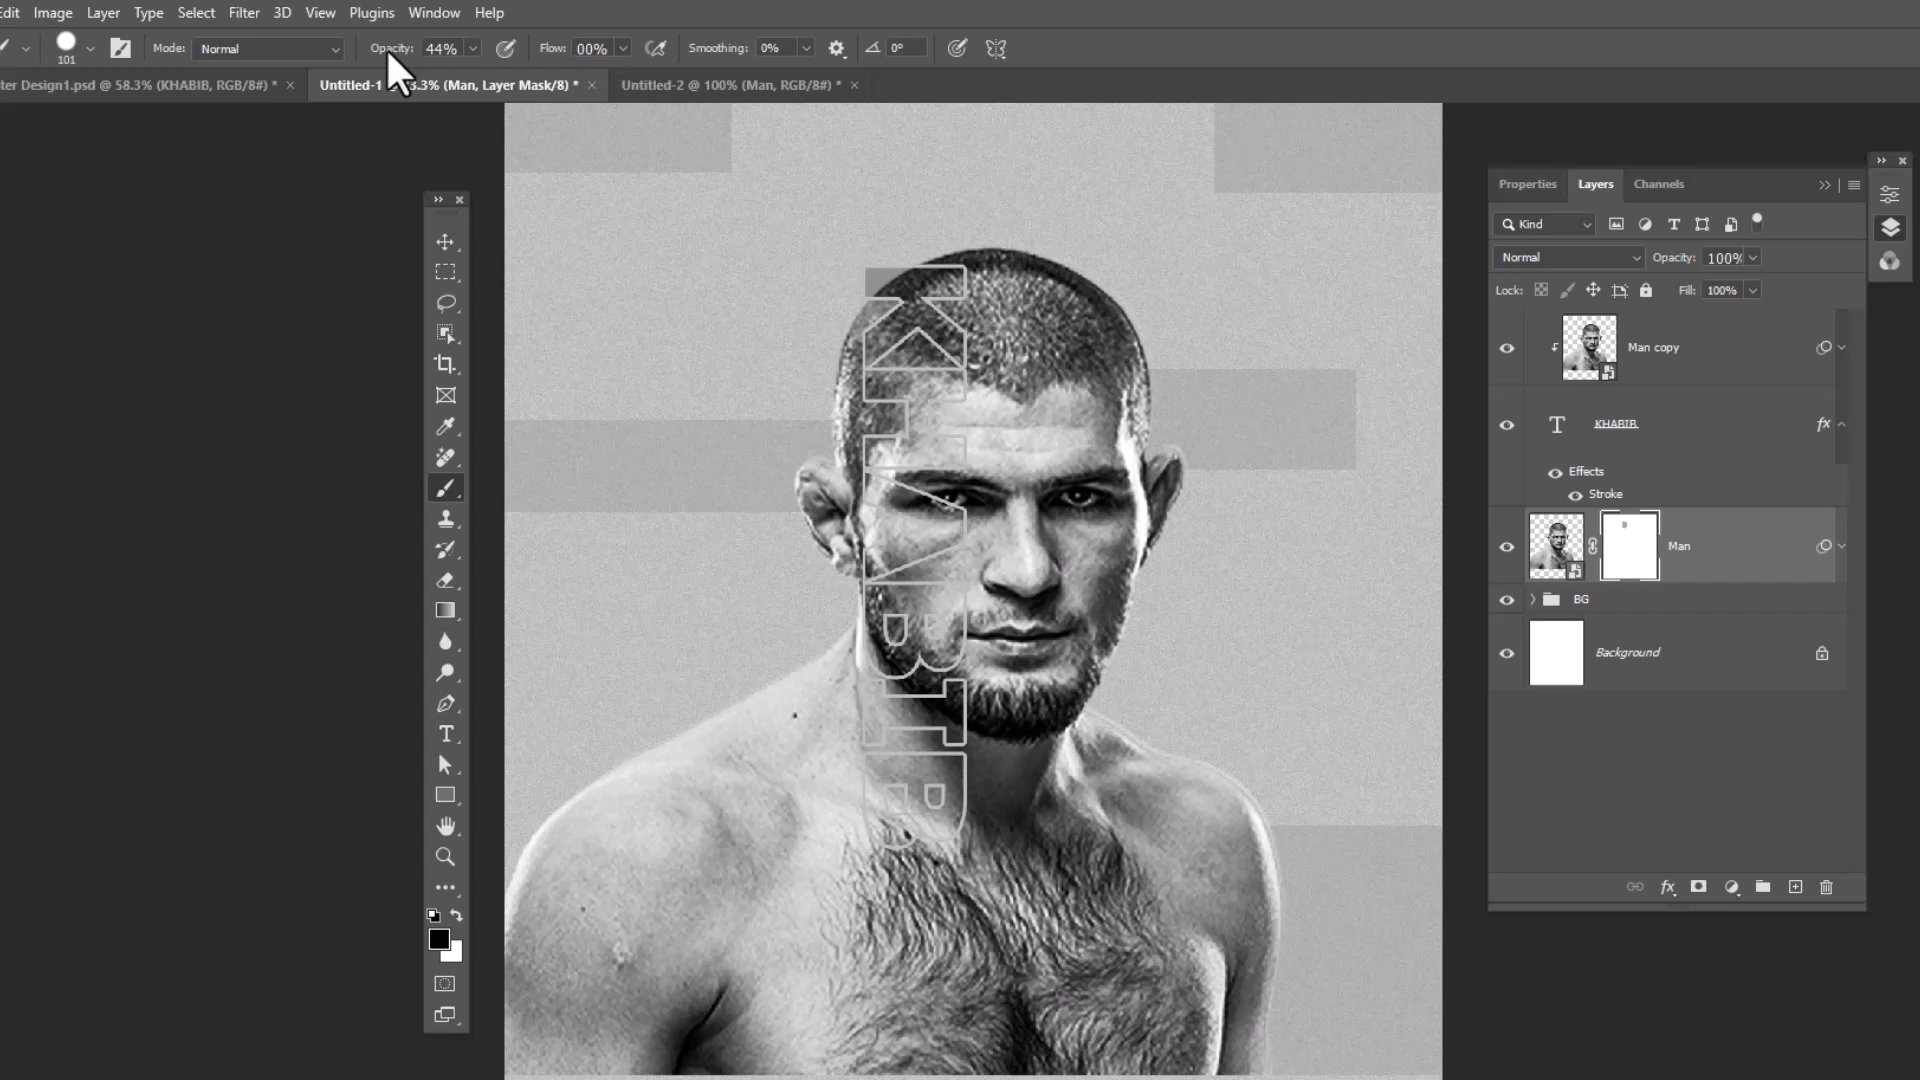 Edit Image Layer Type Select Filter 3D View Plugins Window Help
101 Mode: Normal Opacity: 44% Flow: 00% Smoothing: 0% 0°
ter Design1.psd @ 58.3% (KHABIB, RGB/8#) * × Untitled-1 @ 3.3% (Man, Layer Mask/8) * × Untitled-2 @ 100% (Man, RGB/8#) * ×
Properties Layers Channels
Kind
Normal Opacity: 100%
Lock: Fill: 100%
Man copy
KHABIB fx
Effects
Stroke
Man
BG
Background
fx
KHABIB